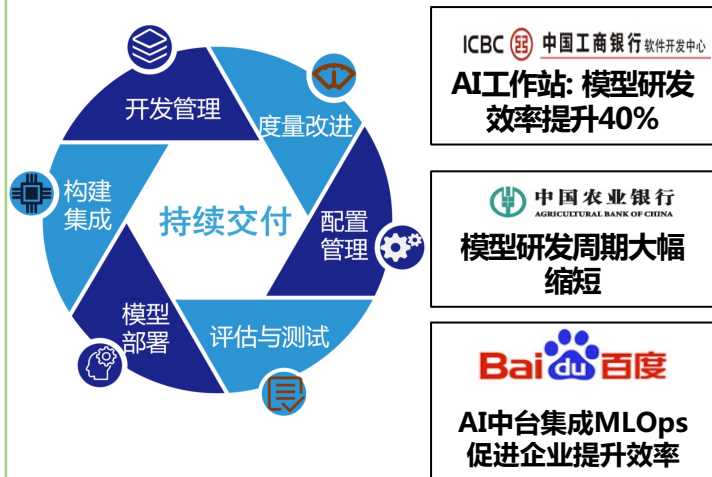 开发管理
度量改进
构建
集成
持续交付
配置
管理
模型
部署
评估与测试
ICBC 中国工商银行 软件开发中心
AI工作站: 模型研发
效率提升40%
中国农业银行
AGRICULTURAL BANK OF CHINA
模型研发周期大幅
缩短
Bai du 百度
AI中台集成MLOps
促进企业提升效率